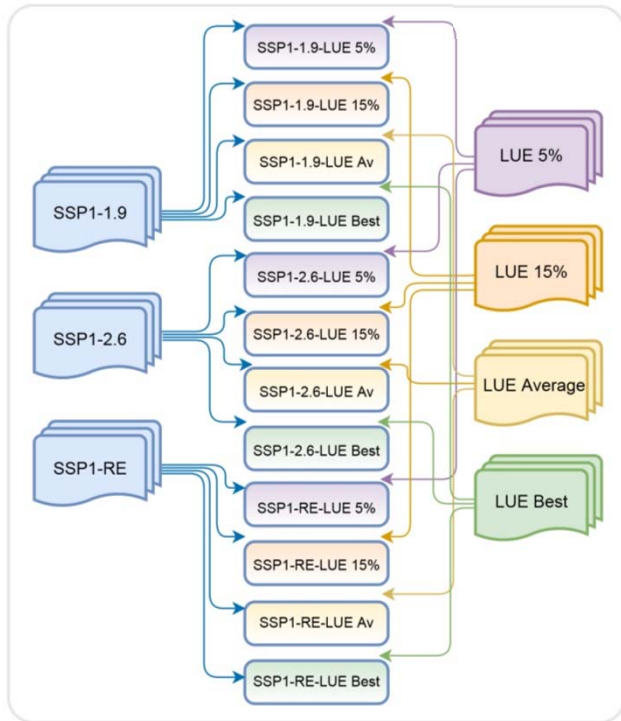 SSP1-1.9
SSP1-2.6
SSP1-RE
SSP1-1.9-LUE 5%
SSP1-1.9-LUE 15%
SSP1-1.9-LUE Av
SSP1-1.9-LUE Best
SSP1-2.6-LUE 5%
SSP1-2.6-LUE 15%
SSP1-2.6-LUE Av
SSP1-2.6-LUE Best
SSP1-RE-LUE 5%
SSP1-RE-LUE 15%
SSP1-RE-LUE Av
SSP1-RE-LUE Best
LUE 5%
LUE 15%
LUE Average
LUE Best